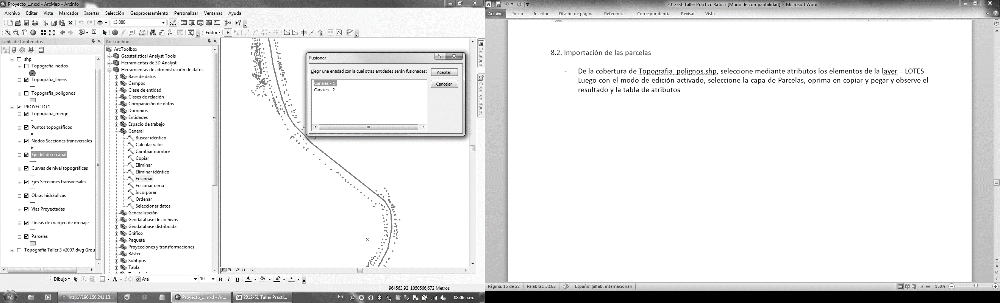 Proyecto_1.mxd - ArcMap - ArcInfo
Archivo Editar Vista Marcador Insertar Selección Geoprocesamiento Personalizar Ventanas Ayuda
1:3.000
Editor
Tabla de Contenidos
shp
Topografia_nodos
Topografia_lineas
Topografia_poligonos
PROYECTO 1
Topografia_merge
Puntos topográficos
Nodos Secciones transversales
Eje del río o canal
Curvas de nivel topográficas
Ejes Secciones transversales
Obras hidráulicas
Vias Proyectadas
Líneas de margen de drenaje
Parcelas
Topografia Taller 3 v2007.dwg Grou
ArcToolbox
ArcToolbox
Geostatistical Analyst Tools
Herramientas de 3D Analyst
Herramientas de administración de datos
Base de datos
Campos
Clase de entidad
Clases de relación
Comparación de datos
Dominios
Entidades
Espacio de trabajo
General
Buscar idéntico
Calcular valor
Cambiar nombre
Copiar
Eliminar
Eliminar idéntico
Fusionar
Fusionar rama
Incorporar
Ordenar
Seleccionar datos
Generalización
Geodatabase de archivos
Geodatabase distribuida
Gráfico
Paquete
Proyecciones y transformaciones
Ráster
Subtipos
Tabla
Fusionar
Elegir una entidad con la cual otras entidades serán fusionadas:
Canales - 1
Canales - 2
Aceptar
Cancelar
Catálogo
Crear entidades
Dibujo
Arial
10
B I U A
964563,92 1050566,672 Metros
http://190.156.241.13...
Proyecto_1.mxd - Ar...
2012-S1 Taller Prácti...
ES
08:06 a.m.
2012-S1 Taller Práctico 3.docx [Modo de compatibilidad] - Microsoft Word
Archivo Inicio Insertar Diseño de página Referencias Correspondencia Revisar Vista
8.2. Importación de las parcelas
- De la cobertura de Topografia_polignos.shp, seleccione mediante atributos los elementos de la layer = LOTES
- Luego con el modo de edición activado, seleccione la capa de Parcelas, oprima en copiar y pegar y observe el
resultado y la tabla de atributos
Página: 15 de 22 Palabras: 3.162 Español (alfab. internacional) 150%